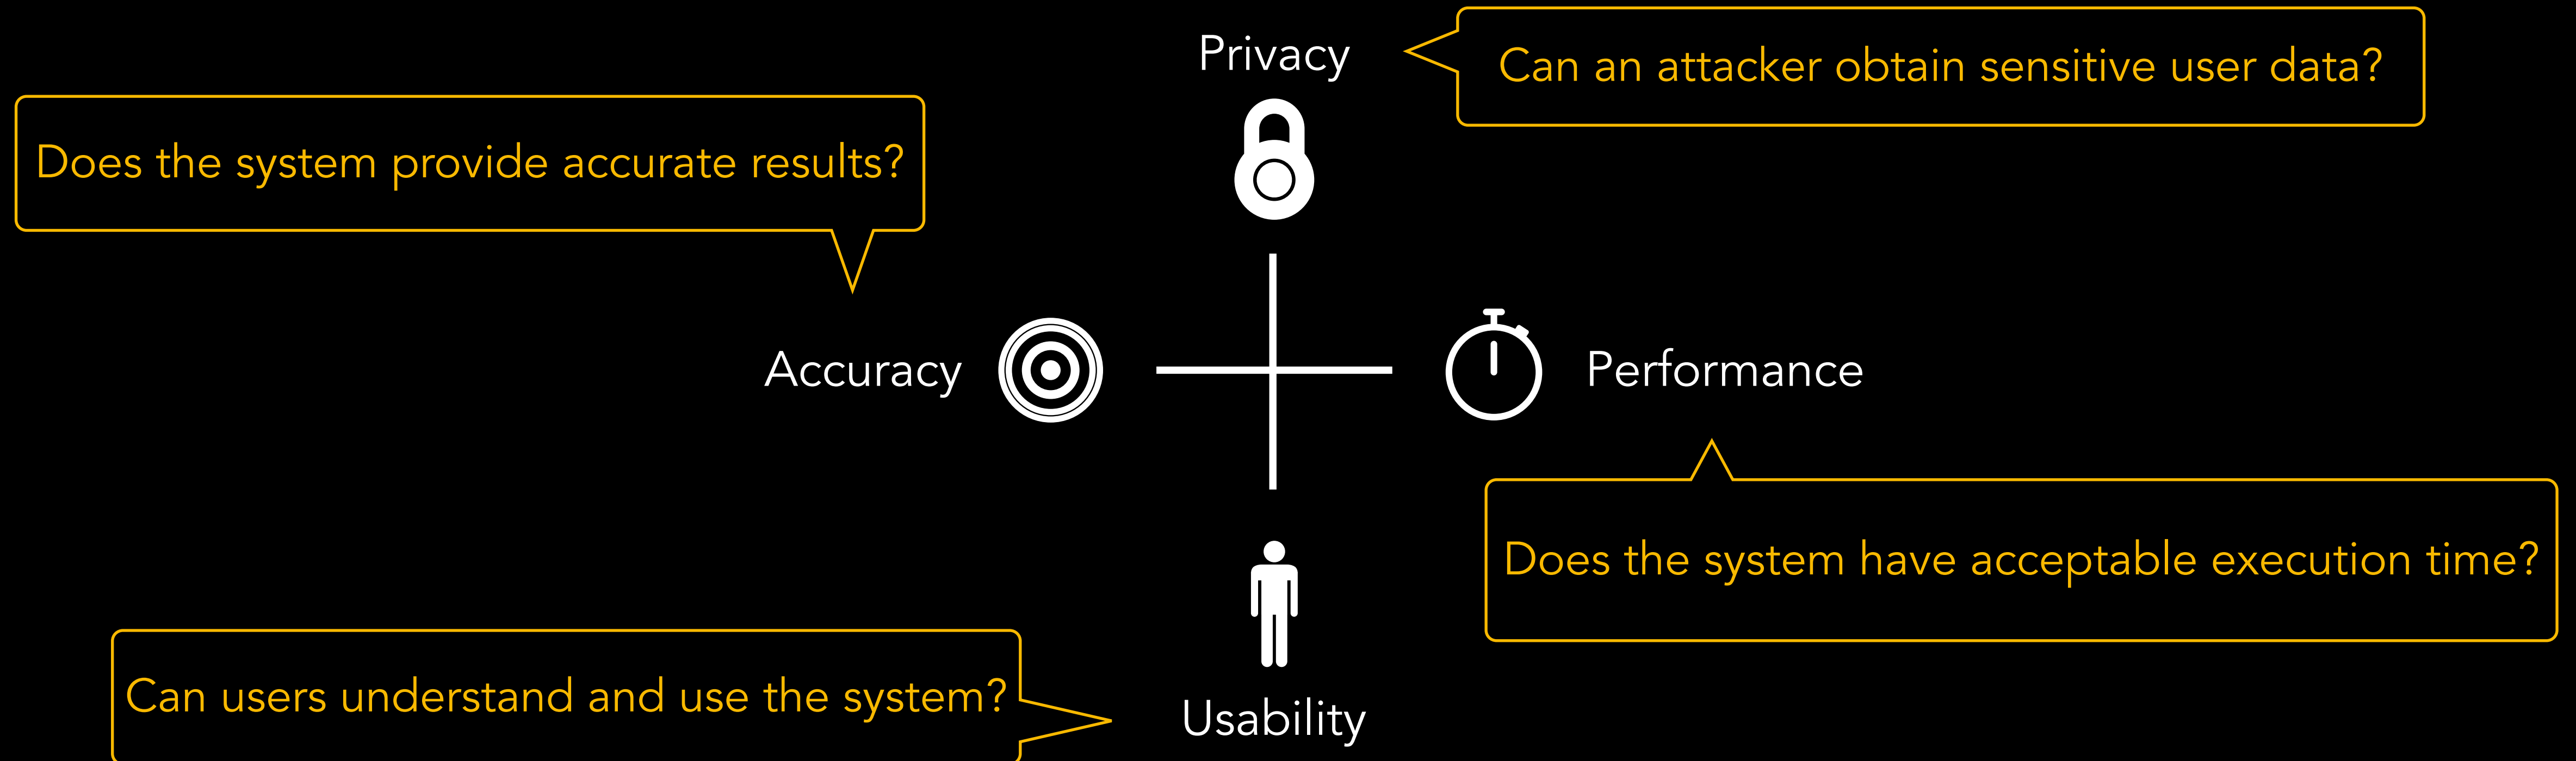 Privacy
Can an attacker obtain sensitive user data?
Does the system provide accurate results?
Accuracy
Performance
Does the system have acceptable execution time?
Can users understand and use the system?
Usability